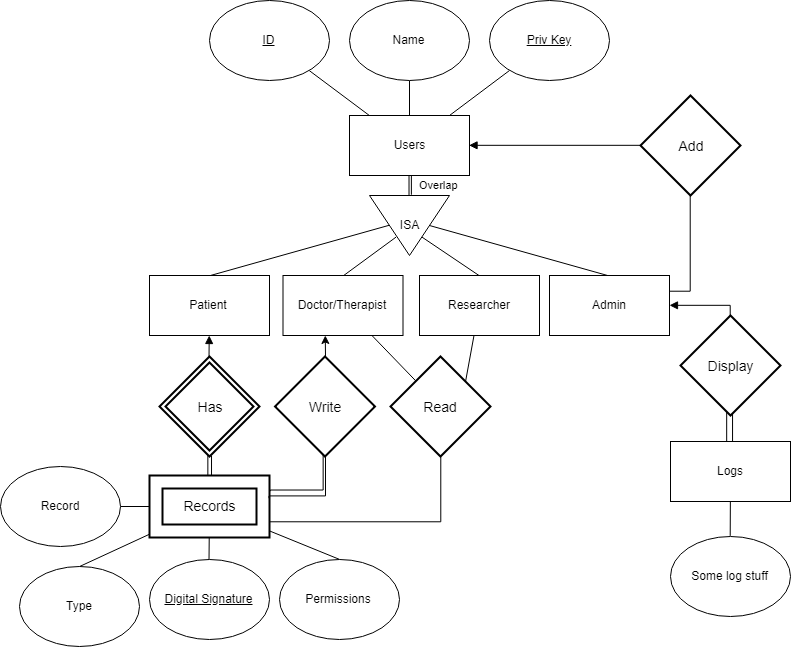 ID
Name
Priv Key
Users
Add
Overlap
ISA
Patient
Doctor/Therapist
Researcher
Admin
Display
Has
Write
Read
Logs
Record
Records
Some log stuff
Type
Digital Signature
Permissions